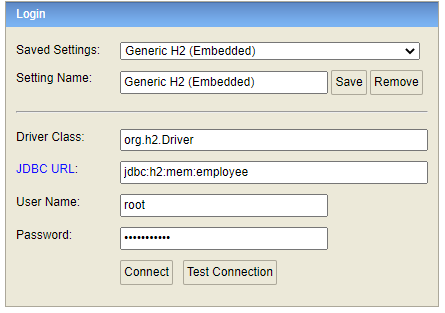 Login
Saved Settings: Generic H2 (Embedded)
Setting Name: Generic H2 (Embedded) Save Remove
Driver Class: org.h2.Driver
JDBC URL: jdbc:h2:mem:employee
User Name: root
Password: •••••••••••
Connect Test Connection